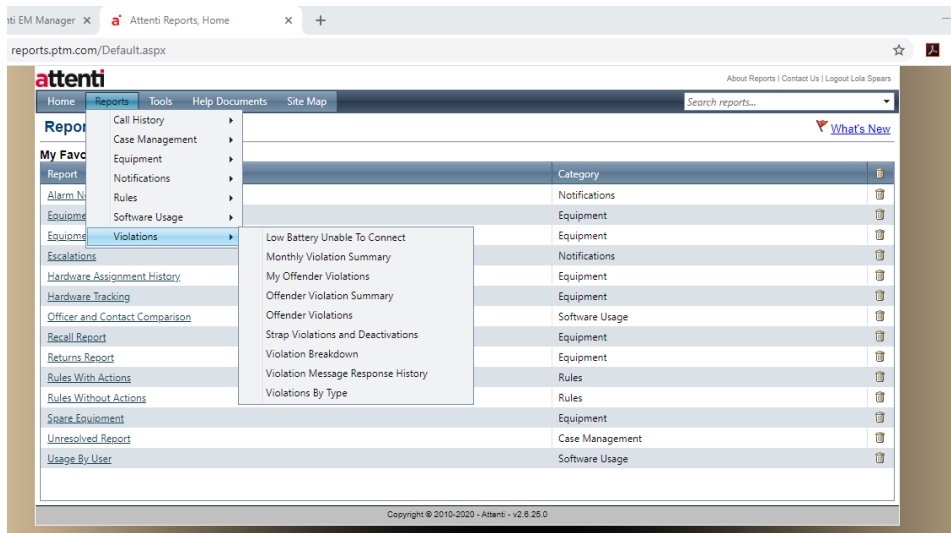 nti EM Manager
Attenti Reports, Home
reports.ptm.com/Default.aspx
attenti
About Reports | Contact Us | Logout Lola Spears
Home Reports Tools Help Documents Site Map
Search reports...
Repor
What's New
Call History
Case Management
Equipment
Notifications
Rules
Software Usage
Violations
Low Battery Unable To Connect
Monthly Violation Summary
My Offender Violations
Offender Violation Summary
Offender Violations
Strap Violations and Deactivations
Violation Breakdown
Violation Message Response History
Violations By Type
My Favo
Report Category
Alarm N Notifications
Equipme Equipment
Equipme Equipment
Escalations Notifications
Hardware Assignment History Equipment
Hardware Tracking Equipment
Officer and Contact Comparison Software Usage
Recall Report Equipment
Returns Report Equipment
Rules With Actions Rules
Rules Without Actions Rules
Spare Equipment Equipment
Unresolved Report Case Management
Usage By User Software Usage
Copyright © 2010-2020 - Attenti - v2.6.25.0